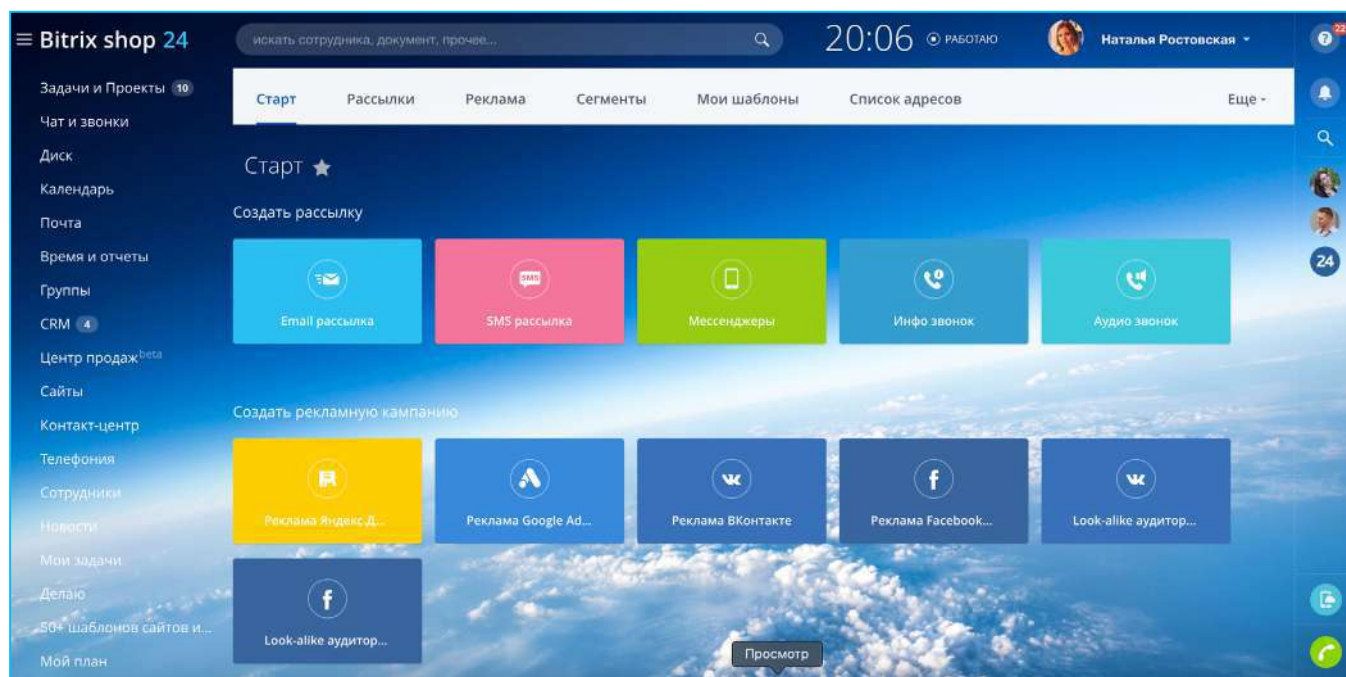 Bitrix shop 24
искать сотрудника, документ, прочее...
20:06
РАБОТАЮ
Наталья Ростовская
22
Задачи и Проекты 10
Чат и звонки
Диск
Календарь
Почта
Время и отчеты
Группы
CRM 4
Центр продаж beta
Сайты
Контакт-центр
Телефония
Сотрудники
Новости
Мои задачи
Делаю
50+ шаблонов сайтов и...
Мой план
Старт
Рассылки
Реклама
Сегменты
Мои шаблоны
Список адресов
Еще
Старт
Создать рассылку
Email рассылка
SMS
SMS рассылка
Мессенджеры
Инфо звонок
Аудио звонок
Создать рекламную кампанию
Реклама Яндекс.Д...
Реклама Google Ad...
Реклама ВКонтакте
Реклама Facebook...
Look-alike аудитор...
Look-alike аудитор...
Просмотр
24